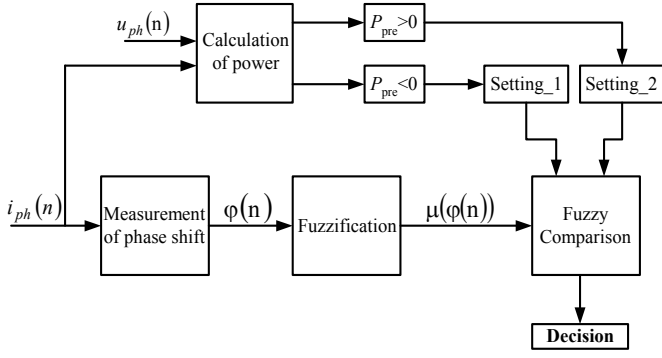 u_ph(n)
Calculation
of power
P_pre>0
P_pre<0
Setting_1
Setting_2
i_ph(n)
Measurement
of phase shift
φ(n)
Fuzzification
μ(φ(n))
Fuzzy
Comparison
Decision